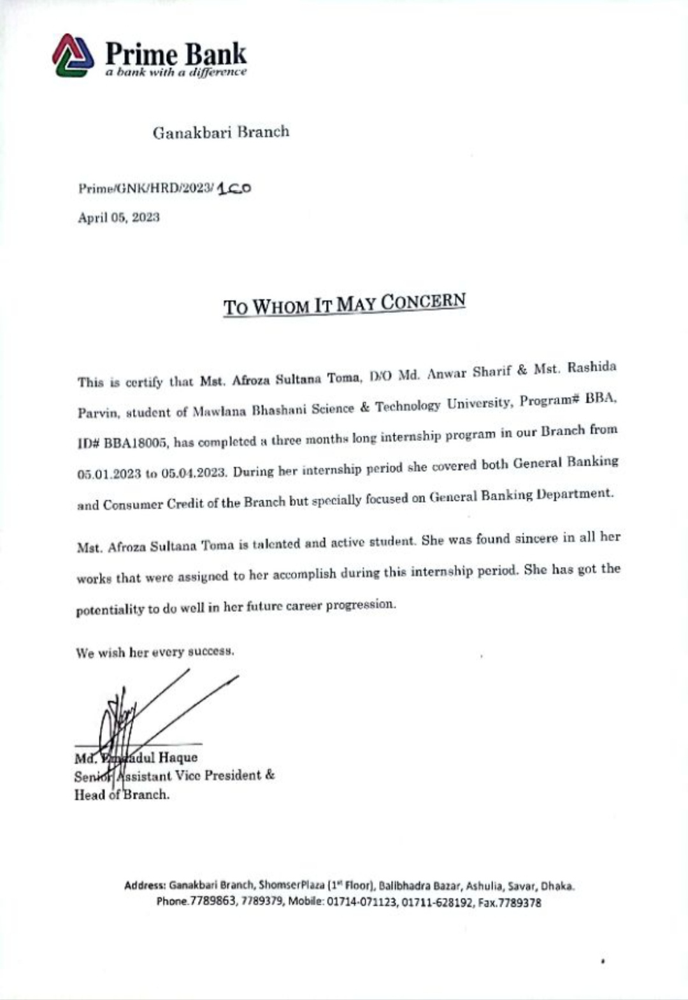 Prime Bank
a bank with a difference
Ganakbari Branch
Prime/GNK/HRD/2023/
April 05, 2023
TO WHOM IT MAY CONCERN
This is certify that Mst. Afroza Sultana Toma, D/O Md. Anwar Sharif & Mst. Rashida
Parvin, student of Mawlana Bhashani Science & Technology University, Program# BBA,
ID# BBA18005, has completed a three months long internship program in our Branch from
05.01.2023 to 05.04.2023. During her internship period she covered both General Banking
and Consumer Credit of the Branch but specially focused on General Banking Department.
Mst. Afroza Sultana Toma is talented and active student. She was found sincere in all her
works that were assigned to her accomplish during this internship period. She has got the
potentiality to do well in her future career progression.
We wish her every success.
Md. Haque
Senior Assistant Vice President &
Head of Branch.
Address: Ganakbari Branch, ShomserPlaza (1st Floor), Balibhadra Bazar, Ashulia, Savar, Dhaka.
Phone.7789863, 7789379, Mobile: 01714-071123, 01711-628192, Fax.7789378